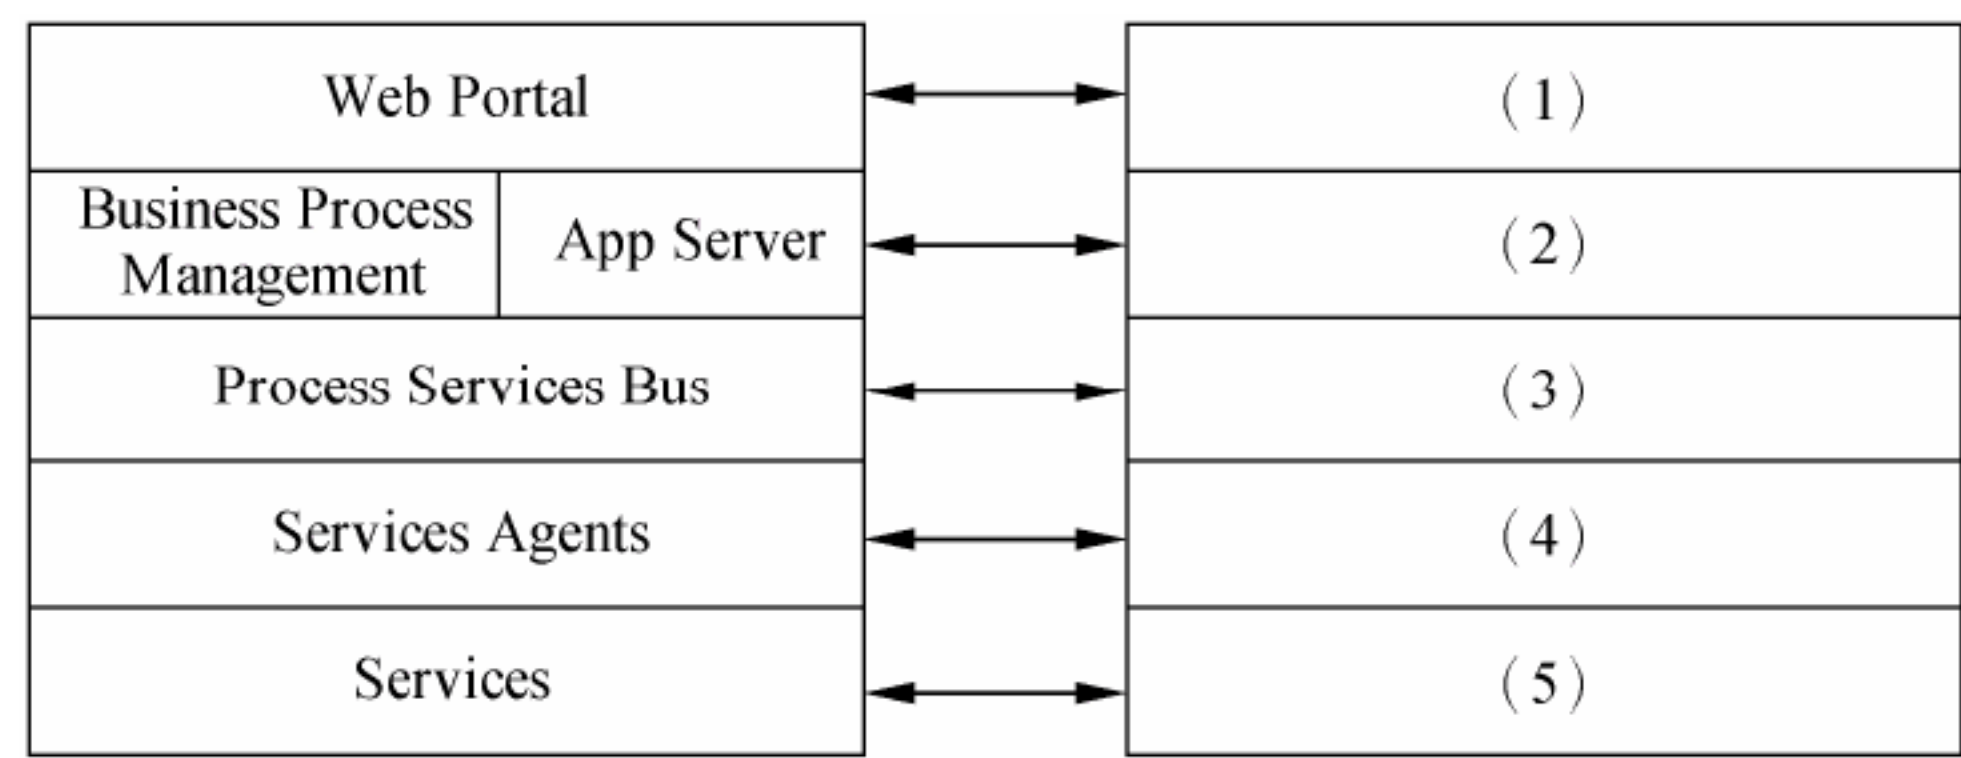 Web Portal
(1)
Business Process
Management
App Server
(2)
Process Services Bus
(3)
Services Agents
(4)
Services
(5)